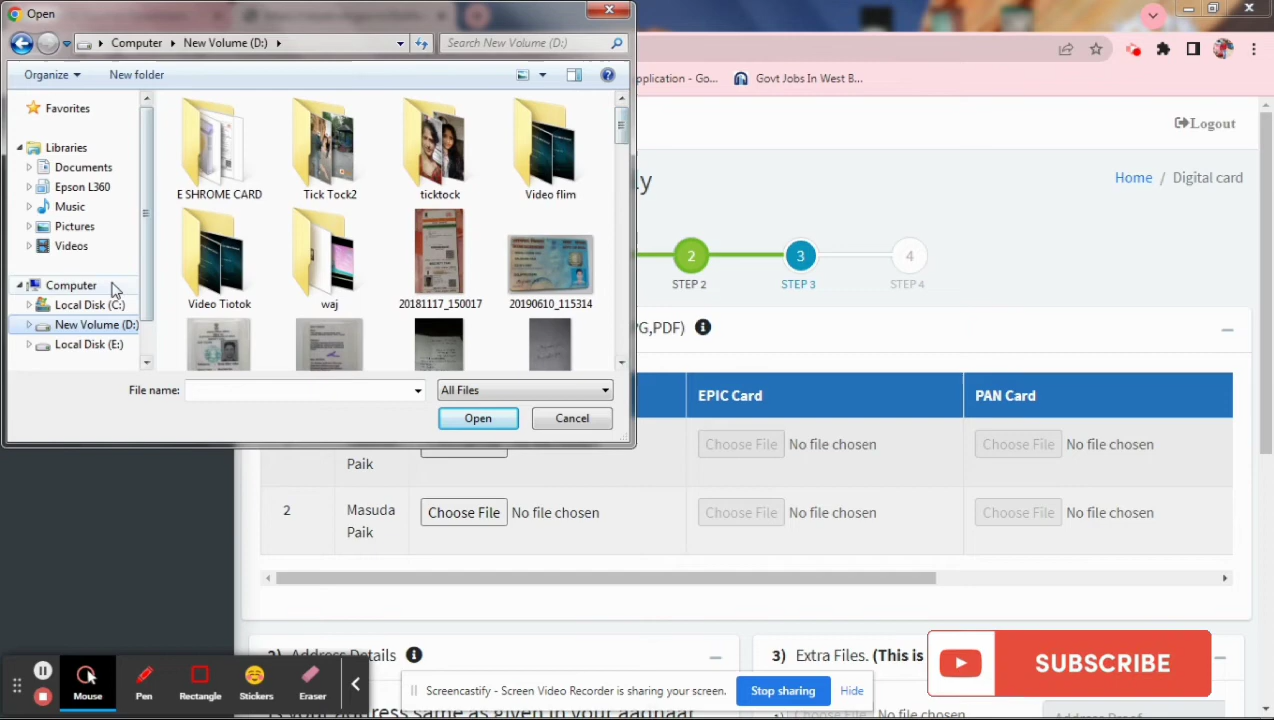 Open
Computer
New Volume (D:)
Search New Volume (D:)
Organize
New folder
Favorites
Libraries
Documents
Epson L360
Music
Pictures
Videos
Computer
Local Disk (C:)
New Volume (D:)
Local Disk (E:)
E SHROME CARD
Tick Tock2
ticktock
Video flim
Video Tiotok
waj
20181117_150017
20190610_115314
File name:
All Files
Open
Cancel
plication - Go...
Govt Jobs In West B...
Logout
y
Home / Digital card
2
3
4
STEP 2
STEP 3
STEP 4
G,PDF)
EPIC Card
PAN Card
Paik
Choose File No file chosen
Choose File No file chosen
2
Masuda
Paik
Choose File No file chosen
Choose File No file chosen
Choose File No file chosen
2) Address Details
3) Extra Files. (This is
SUBSCRIBE
Mouse
Pen
Rectangle
Stickers
Eraser
Screencastify - Screen Video Recorder is sharing your screen.
Stop sharing
Hide